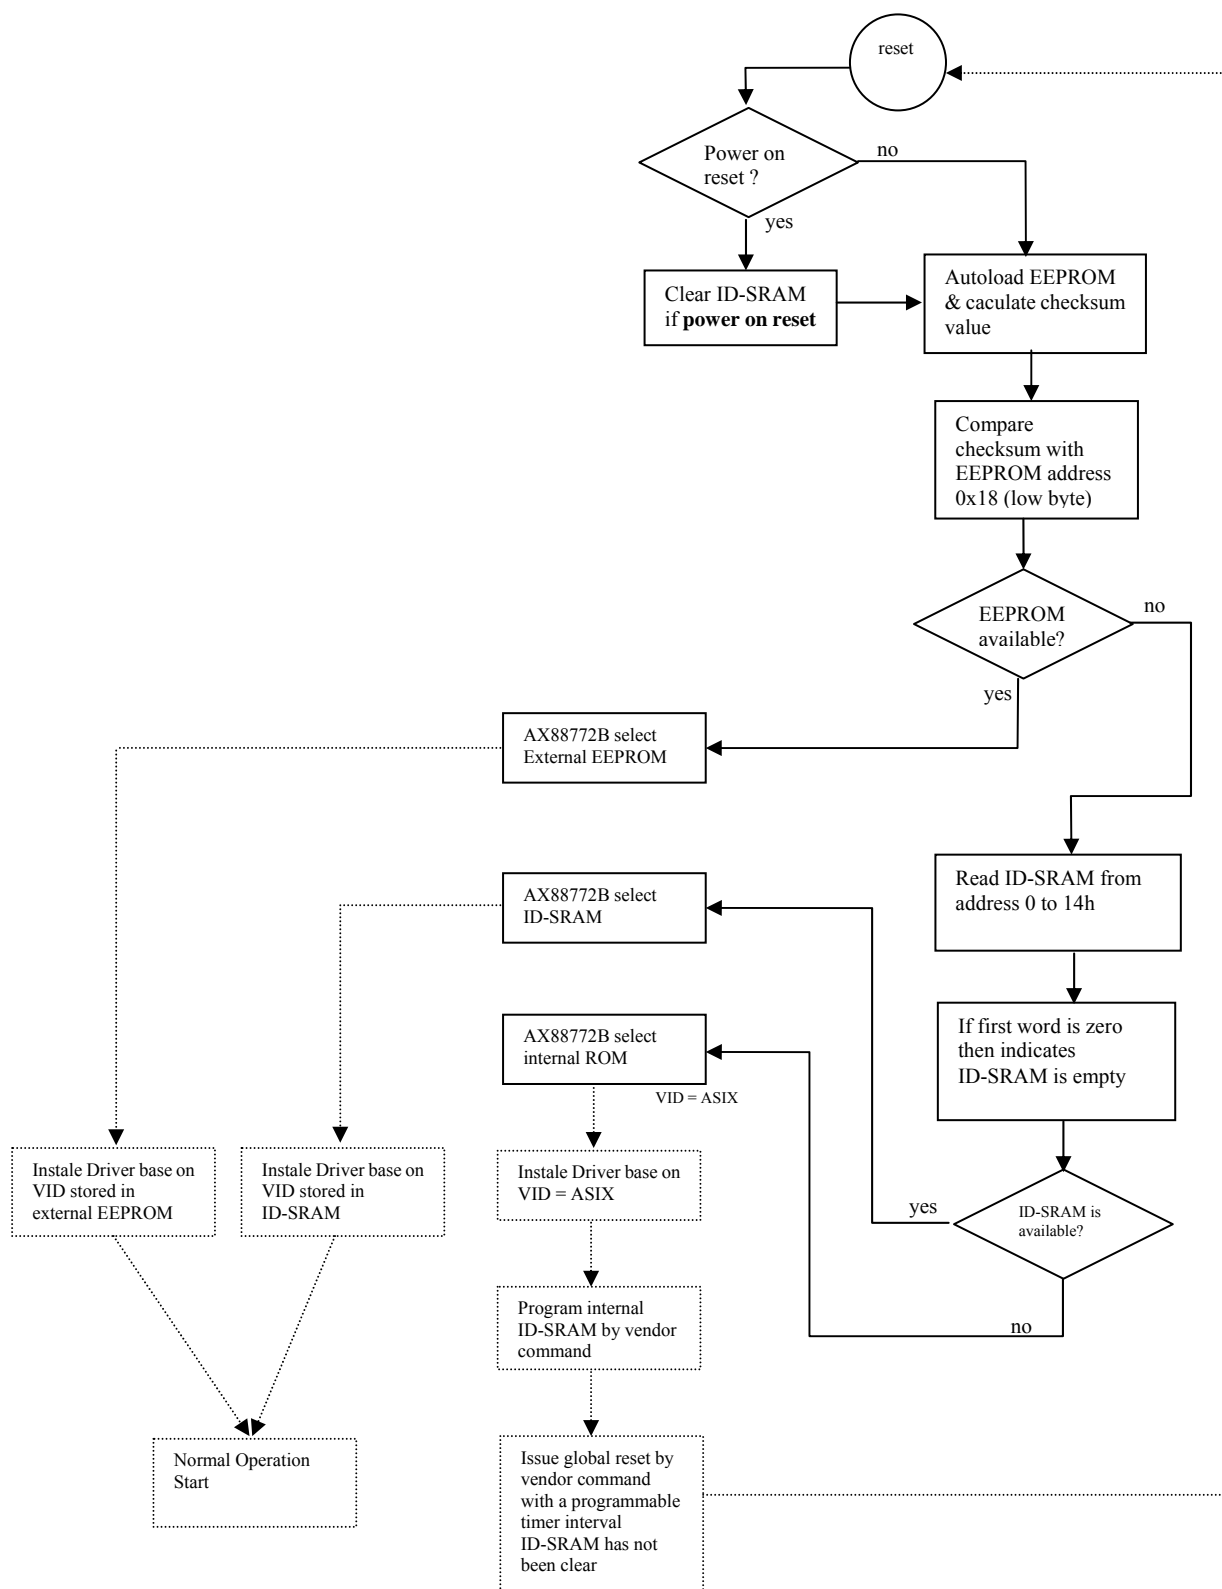 reset
Power on
reset ?
no
yes
Clear ID-SRAM
if power on reset
Autoload EEPROM
& caculate checksum
value
Compare
checksum with
EEPROM address
0x18 (low byte)
EEPROM
available?
no
yes
AX88772B select
External EEPROM
Read ID-SRAM from
address 0 to 14h
AX88772B select
ID-SRAM
If first word is zero
then indicates
ID-SRAM is empty
AX88772B select
internal ROM
VID = ASIX
Instale Driver base on
VID stored in
external EEPROM
Instale Driver base on
VID stored in
ID-SRAM
Instale Driver base on
VID = ASIX
yes
ID-SRAM is
available?
no
Program internal
ID-SRAM by vendor
command
Normal Operation
Start
Issue global reset by
vendor command
with a programmable
timer interval
ID-SRAM has not
been clear